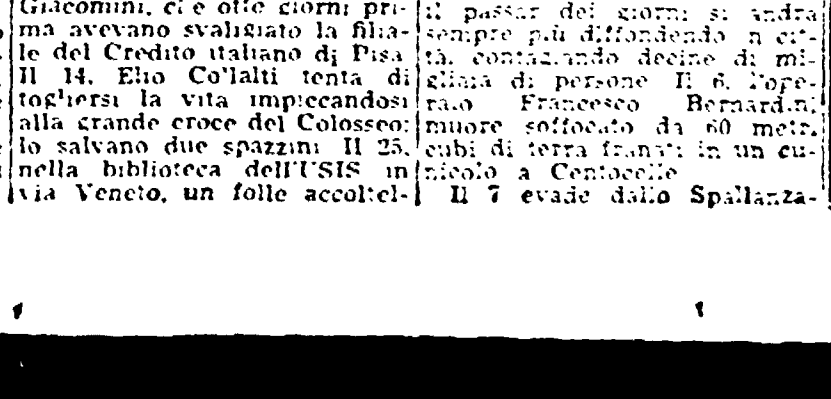 Giacomini, che otto giorni pri-
ma avevano svaligiato la filia-
le del Credito italiano di Pisa
Il 14. Elio Collalti tenta di
togliersi la vita impiccandosi
alla grande croce del Colosseo:
lo salvano due spazzini Il 25.
nella biblioteca dell'USIS in
via Veneto, un folle accoltel-
il passar dei giorni si andrà
sempre più diffondendo in cit-
tà, contagiando decine di mi-
gliaia di persone Il 6. l'ope-
raio Francesco Bernardini
muore soffocato da 60 metri
cubi di terra franati in un cu-
nicolo a Centocelle
Il 7 evade dallo Spallanza-